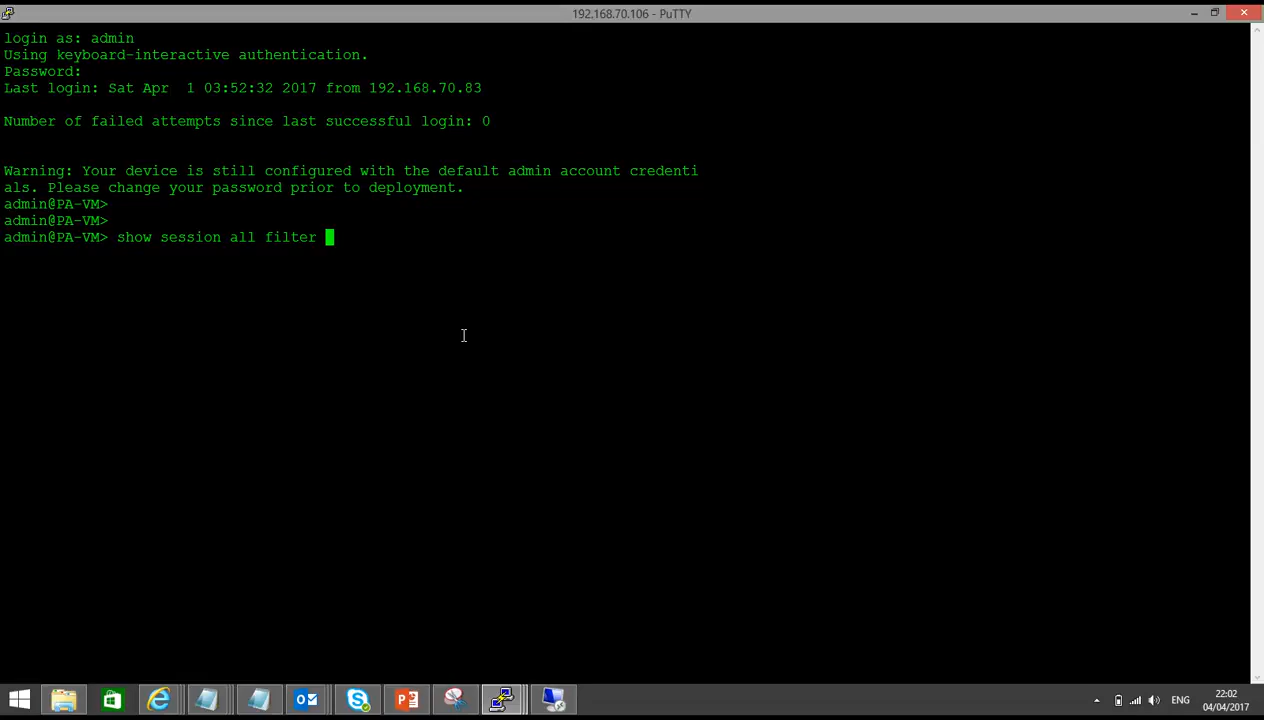 192.168.70.106 - PuTTY
login as: admin
Using keyboard-interactive authentication.
Password:
Last login: Sat Apr  1 03:52:32 2017 from 192.168.70.83
Number of failed attempts since last successful login: 0
Warning: Your device is still configured with the default admin account credenti
als. Please change your password prior to deployment.
admin@PA-VM>
admin@PA-VM>
admin@PA-VM> show session all filter
ENG
22:02
04/04/2017